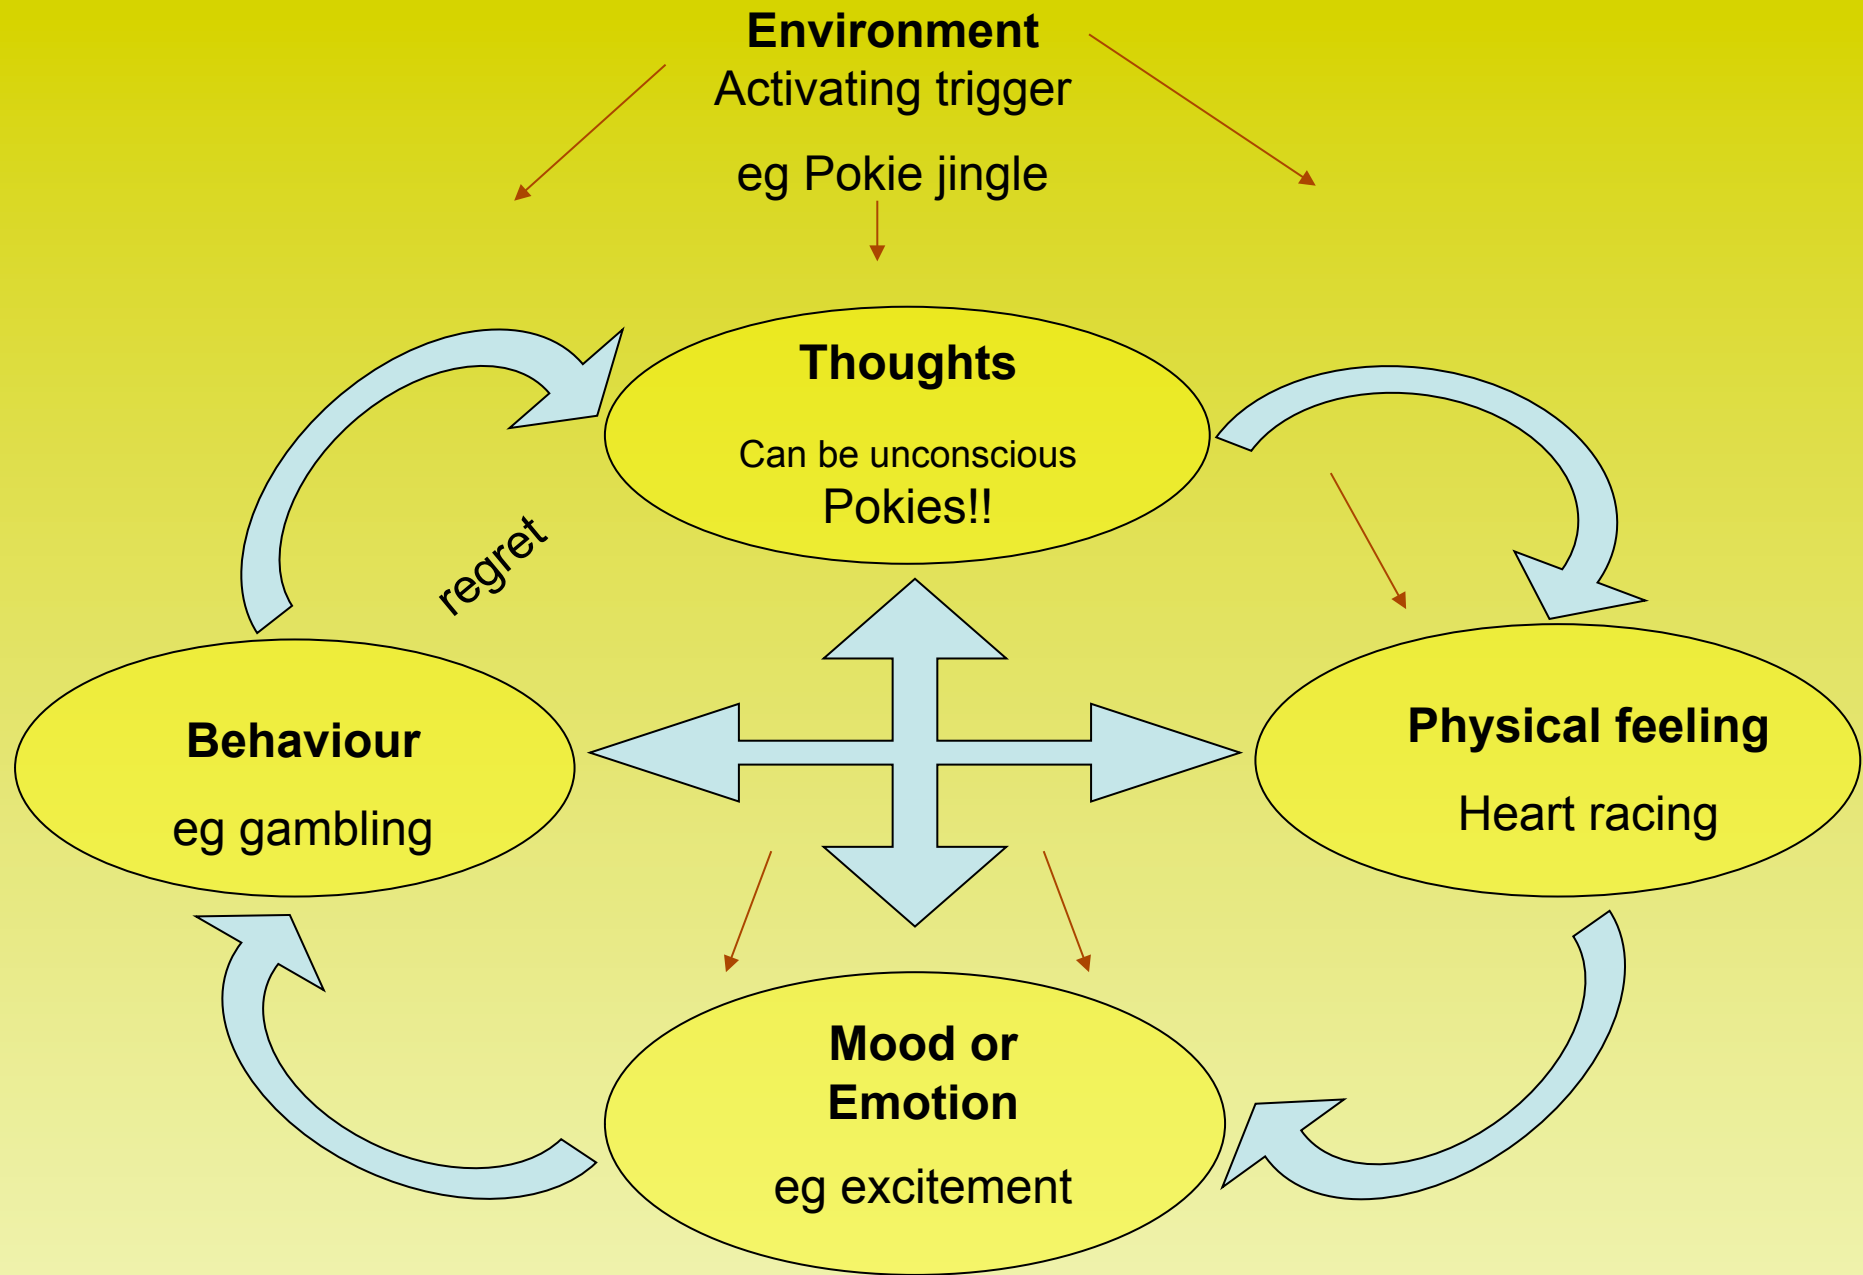 Environment
Activating trigger
eg Pokie jingle
Thoughts
Can be unconscious
Pokies!!
regret
Behaviour
eg gambling
Physical feeling
Heart racing
Mood or
Emotion
eg excitement